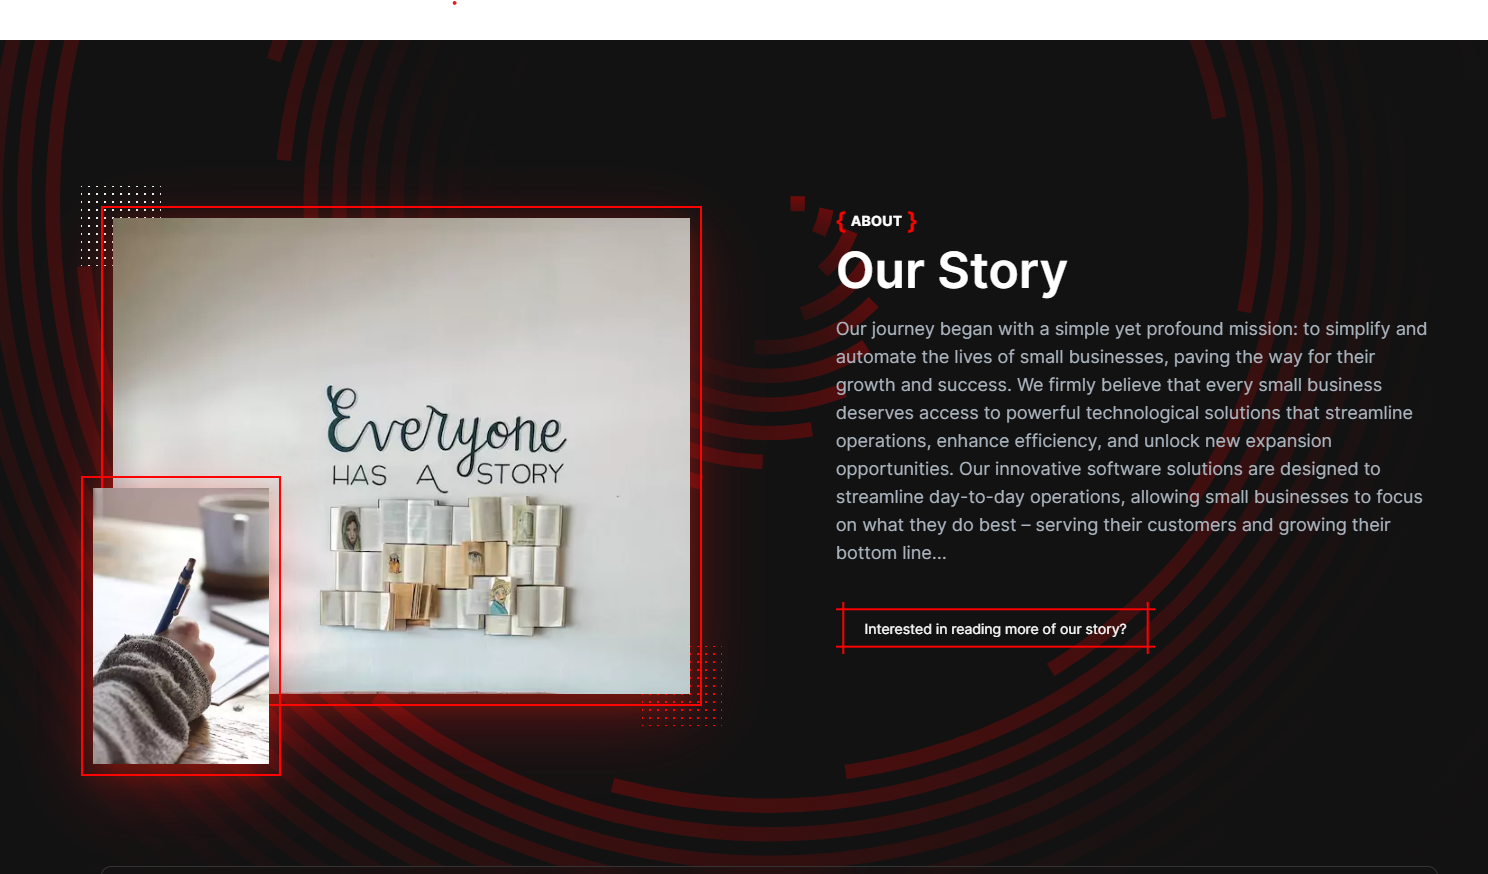 Everyone
HAS A STORY
{ ABOUT }
Our Story
Our journey began with a simple yet profound mission: to simplify and
automate the lives of small businesses, paving the way for their
growth and success. We firmly believe that every small business
deserves access to powerful technological solutions that streamline
operations, enhance efficiency, and unlock new expansion
opportunities. Our innovative software solutions are designed to
streamline day-to-day operations, allowing small businesses to focus
on what they do best – serving their customers and growing their
bottom line...
Interested in reading more of our story?